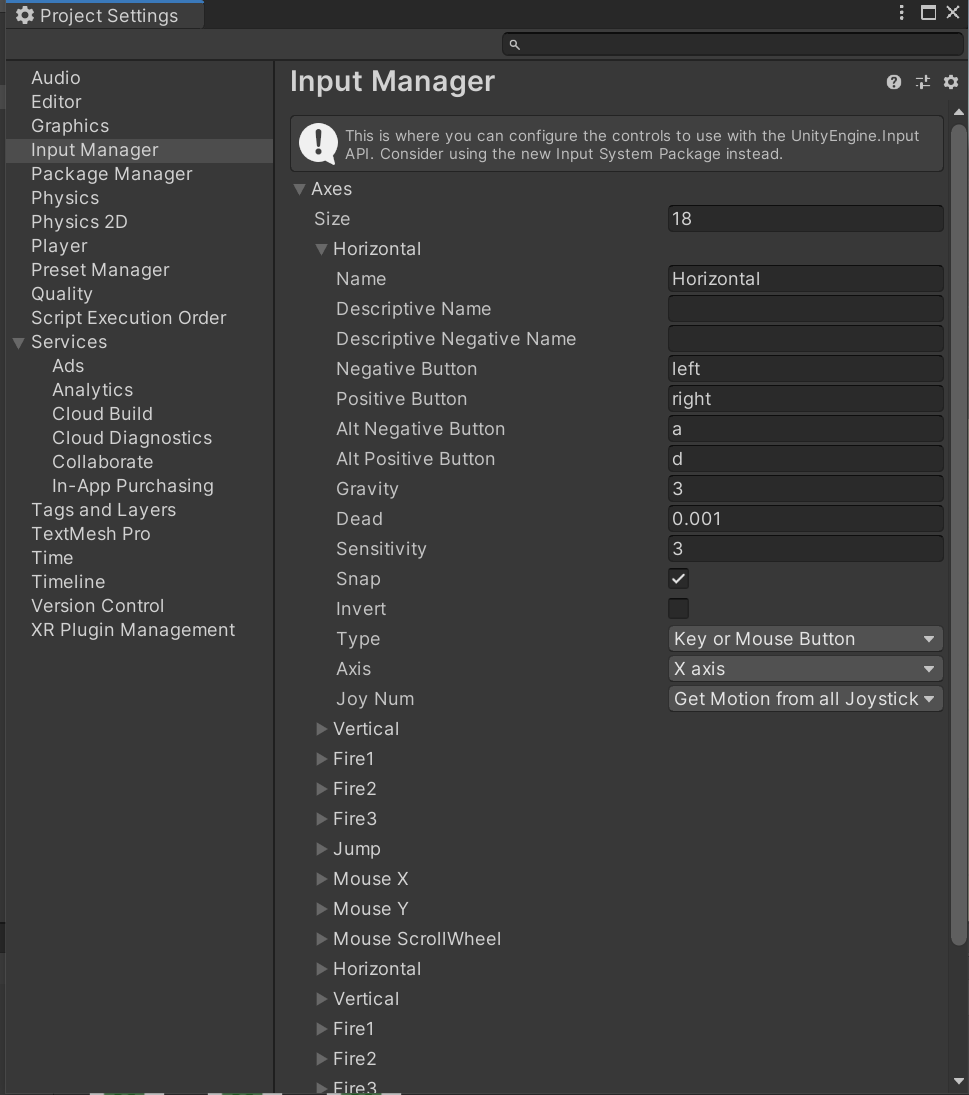 Project Settings
Audio
Editor
Graphics
Input Manager
Package Manager
Physics
Physics 2D
Player
Preset Manager
Quality
Script Execution Order
Services
Ads
Analytics
Cloud Build
Cloud Diagnostics
Collaborate
In-App Purchasing
Tags and Layers
TextMesh Pro
Time
Timeline
Version Control
XR Plugin Management
Input Manager
This is where you can configure the controls to use with the UnityEngine.Input
API. Consider using the new Input System Package instead.
Axes
Size 18
Horizontal
Name Horizontal
Descriptive Name
Descriptive Negative Name
Negative Button left
Positive Button right
Alt Negative Button a
Alt Positive Button d
Gravity 3
Dead 0.001
Sensitivity 3
Snap
Invert
Type Key or Mouse Button
Axis X axis
Joy Num Get Motion from all Joystick
Vertical
Fire1
Fire2
Fire3
Jump
Mouse X
Mouse Y
Mouse ScrollWheel
Horizontal
Vertical
Fire1
Fire2
Fire3